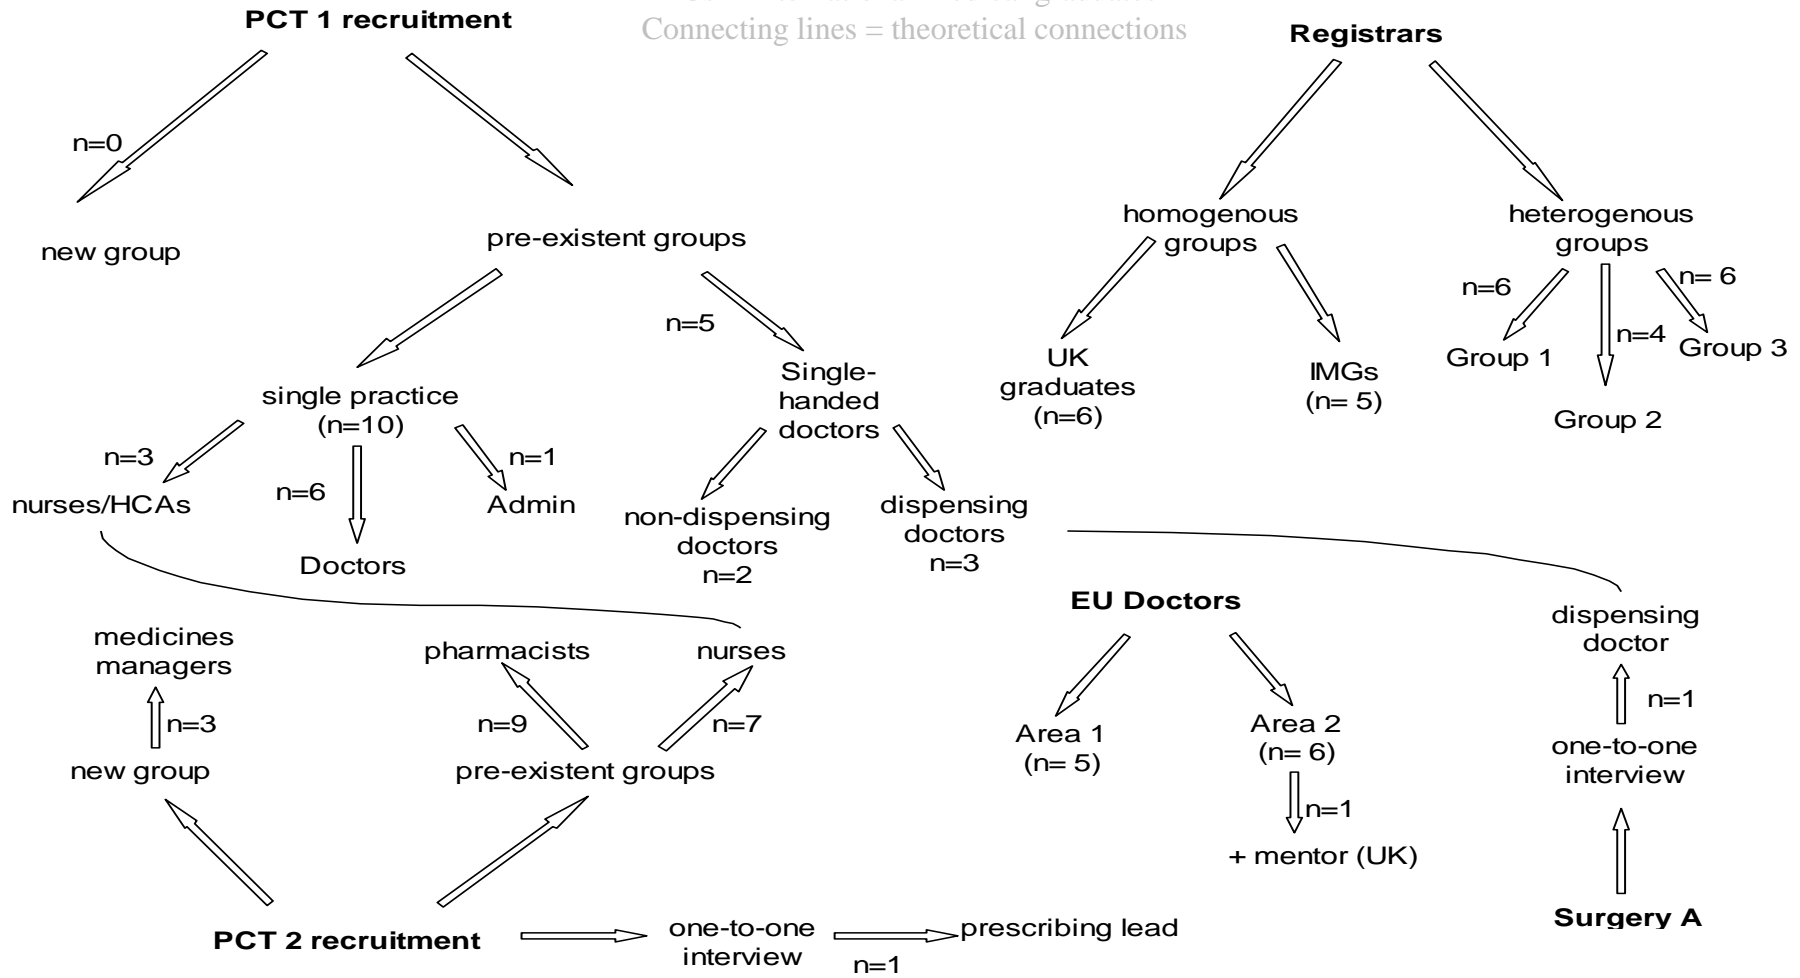 PCT 1 recruitment
Connecting lines = theoretical connections
Registrars
n=0
new group
pre-existent groups
homogenous
groups
heterogenous
groups
n=5
n=6
n=4
n= 6
single practice
(n=10)
Single-
handed
doctors
UK
graduates
(n=6)
IMGs
(n= 5)
Group 1
Group 2
Group 3
n=3
n=6
n=1
nurses/HCAs
Doctors
Admin
non-dispensing
doctors
n=2
dispensing
doctors
n=3
medicines
managers
pharmacists
nurses
n=3
n=9
n=7
new group
pre-existent groups
PCT 2 recruitment
one-to-one
interview
n=1
prescribing lead
EU Doctors
Area 1
(n= 5)
Area 2
(n= 6)
n=1
+ mentor (UK)
dispensing
doctor
n=1
one-to-one
interview
Surgery A